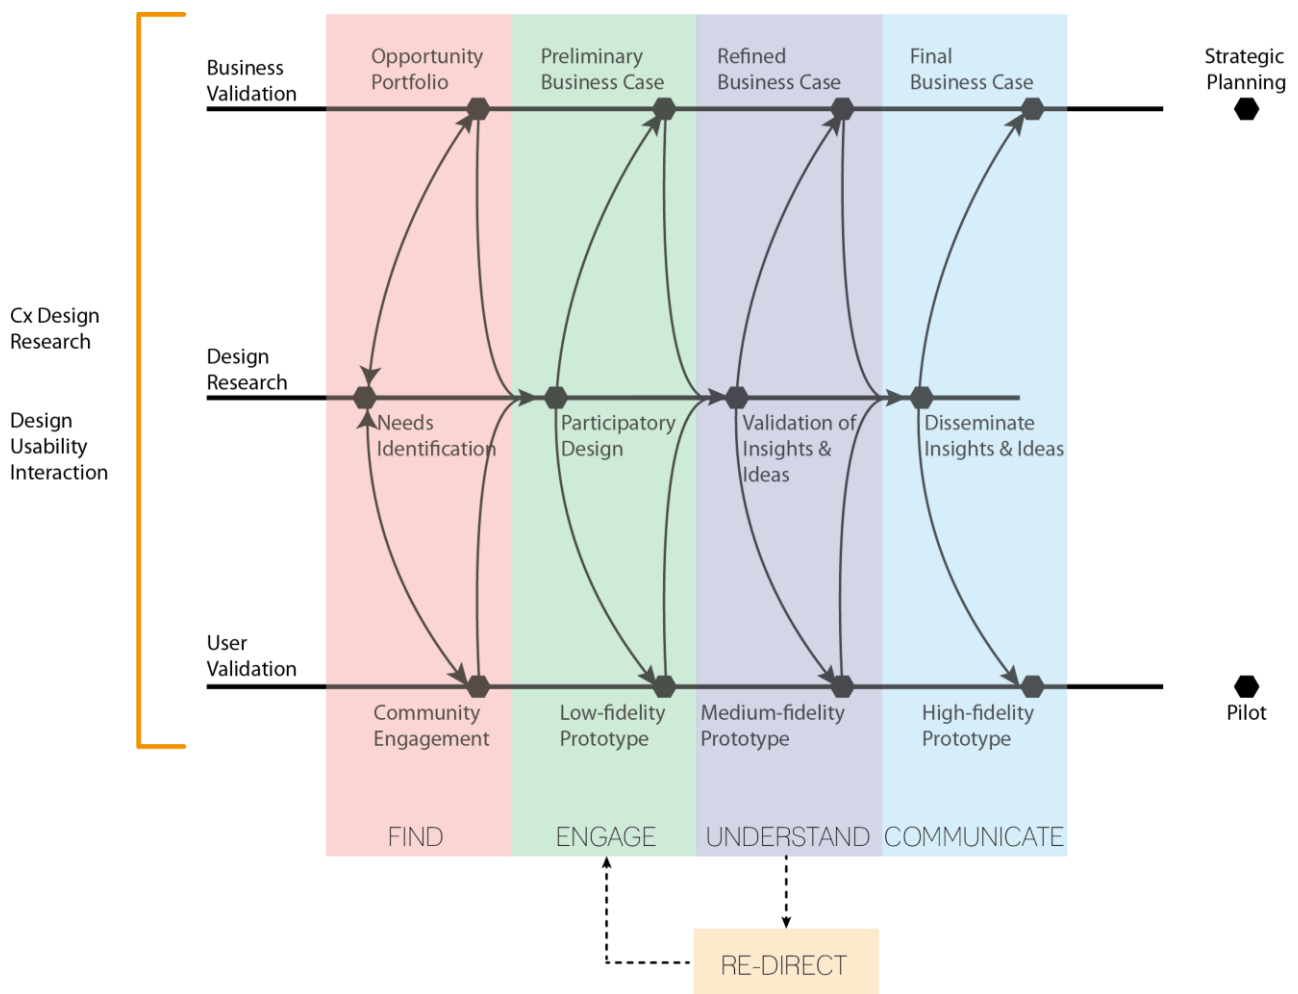 Opportunity
Portfolio
Preliminary
Business Case
Refined
Business Case
Final
Business Case
Strategic
Planning
Business
Validation
Cx Design
Research
Design
Usability
Interaction
Design
Research
Needs
Identification
Participatory
Design
Validation of
Insights &
Ideas
Disseminate
Insights & Ideas
User
Validation
Community
Engagement
Low-fidelity
Prototype
Medium-fidelity
Prototype
High-fidelity
Prototype
Pilot
FIND
ENGAGE
UNDERSTAND
COMMUNICATE
RE-DIRECT